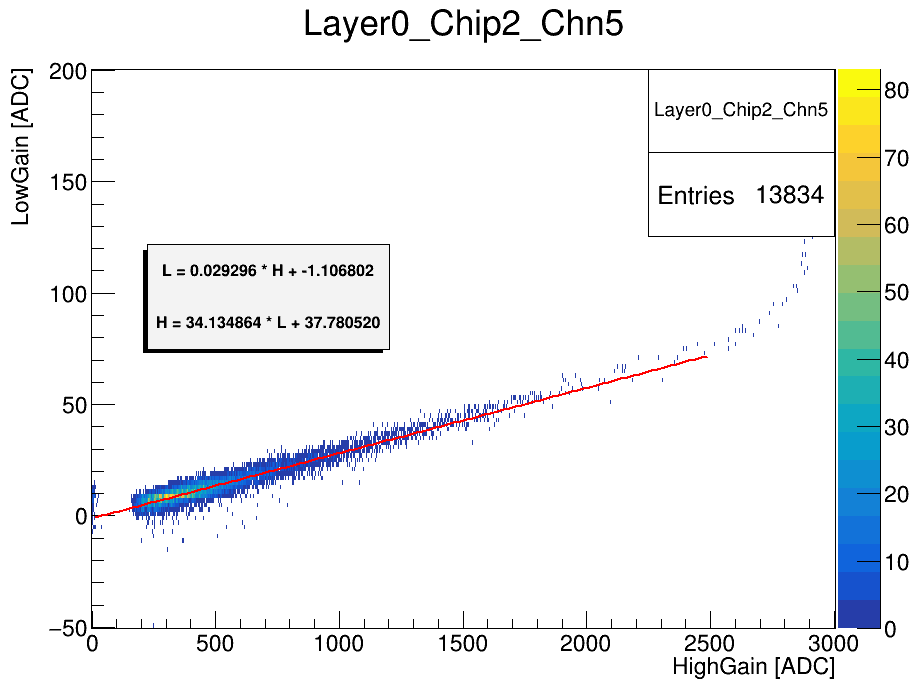 Layer0_Chip2_Chn5
LowGain [ADC]
200
150
100
50
0
−50
L = 0.029296 * H + -1.106802
H = 34.134864 * L + 37.780520
Layer0_Chip2_Chn5
Entries 13834
80
70
60
50
40
30
20
10
0
0 500 1000 1500 2000 2500 3000
HighGain [ADC]